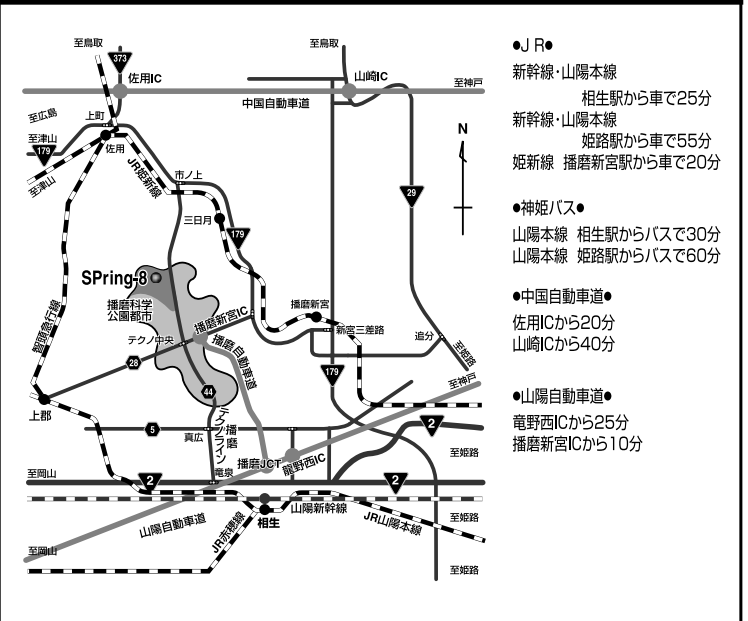 至鳥取
373
佐用IC
至鳥取
山崎IC
至神戸
中国自動車道
至広島
上町
至津山
179
佐用
至津山
JR姫新線
市ノ上
三日月
179
29
N
SPring-8
播磨科学
公園都市
播磨新宮IC
播磨新宮
新宮三差路
追分
至姫路
テクノ中央
播磨自動車道
智頭急行線
28
179
至神戸
44
上郡
5
真広
播磨
テクノライン
2
至姫路
播磨JCT
龍野西IC
竜泉
至岡山
2
2
山陽新幹線
相生
山陽自動車道
JR赤穂線
JR山陽本線
至姫路
至岡山
至姫路
●JR●
新幹線・山陽本線
相生駅から車で25分
新幹線・山陽本線
姫路駅から車で55分
姫新線 播磨新宮駅から車で20分
●神姫バス●
山陽本線 相生駅からバスで30分
山陽本線 姫路駅からバスで60分
●中国自動車道●
佐用ICから20分
山崎ICから40分
●山陽自動車道●
竜野西ICから25分
播磨新宮ICから10分